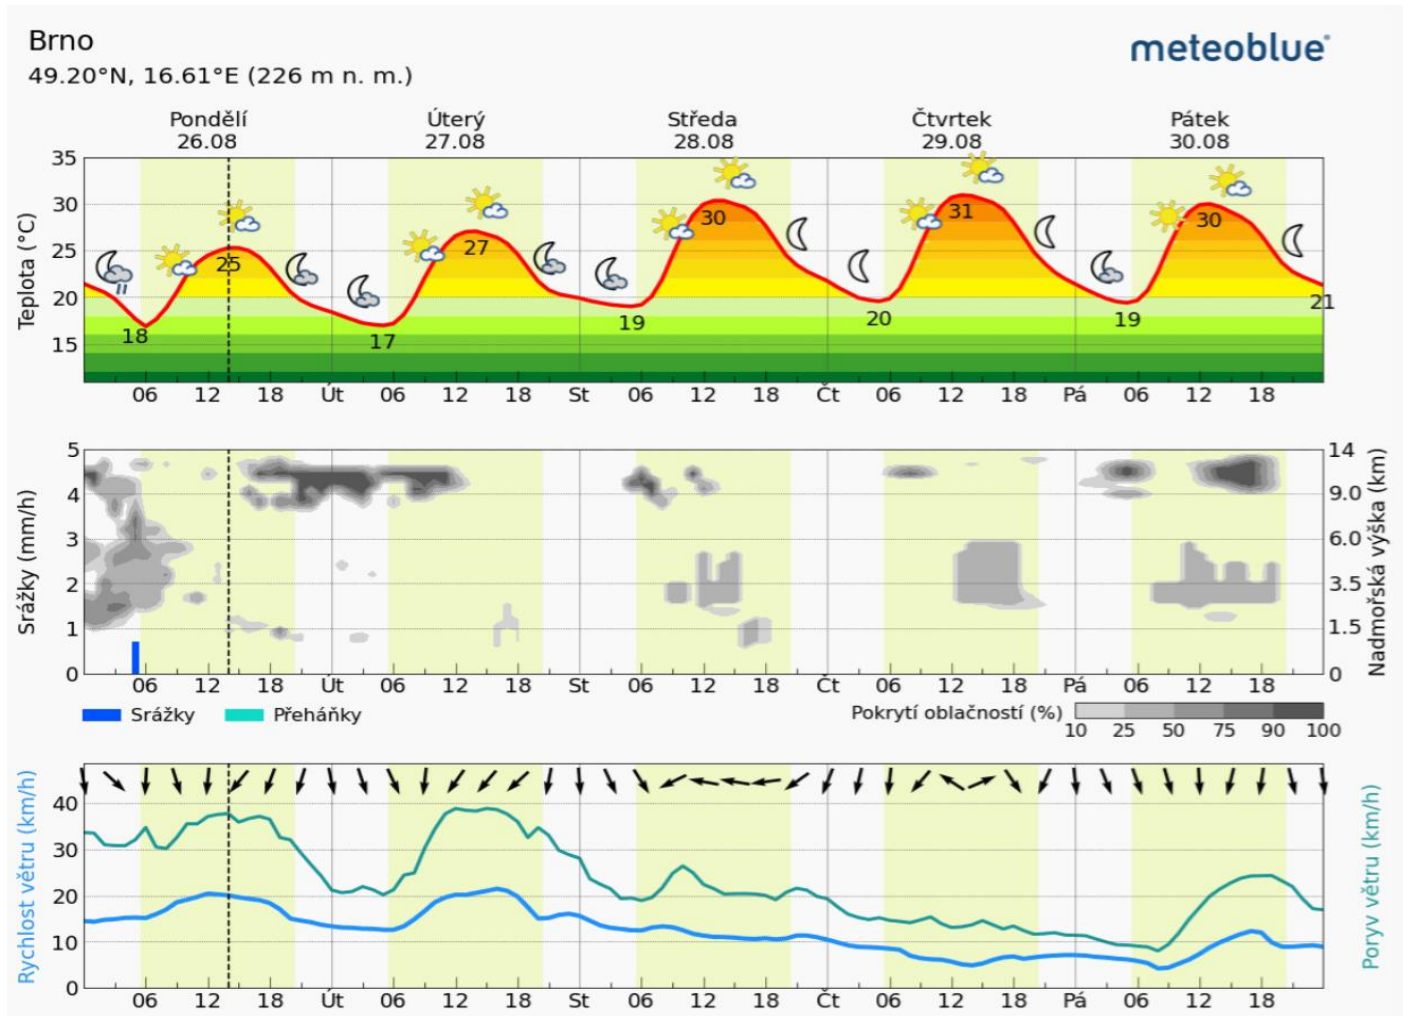 Brno
meteoblue®
49.20°N, 16.61°E (226 m n. m.)
Pondělí Úterý Středa Čtvrtek Pátek
26.08 27.08 28.08 29.08 30.08
Teplota (°C)
35
30
25
20
15
18 25 17 27 19 30 20 31 19 30 21
06 12 18 Út 06 12 18 St 06 12 18 Čt 06 12 18 Pá 06 12 18
Srážky (mm/h)
5
4
3
2
1
0
14
9.0
6.0
3.5
1.5
0
Nadmořská výška (km)
06 12 18 Út 06 12 18 St 06 12 18 Čt 06 12 18 Pá 06 12 18
Srážky Přeháňky Pokrytí oblačností (%)
10 25 50 75 90 100
Rychlost větru (km/h)
40
30
20
10
0
Poryv větru (km/h)
06 12 18 Út 06 12 18 St 06 12 18 Čt 06 12 18 Pá 06 12 18